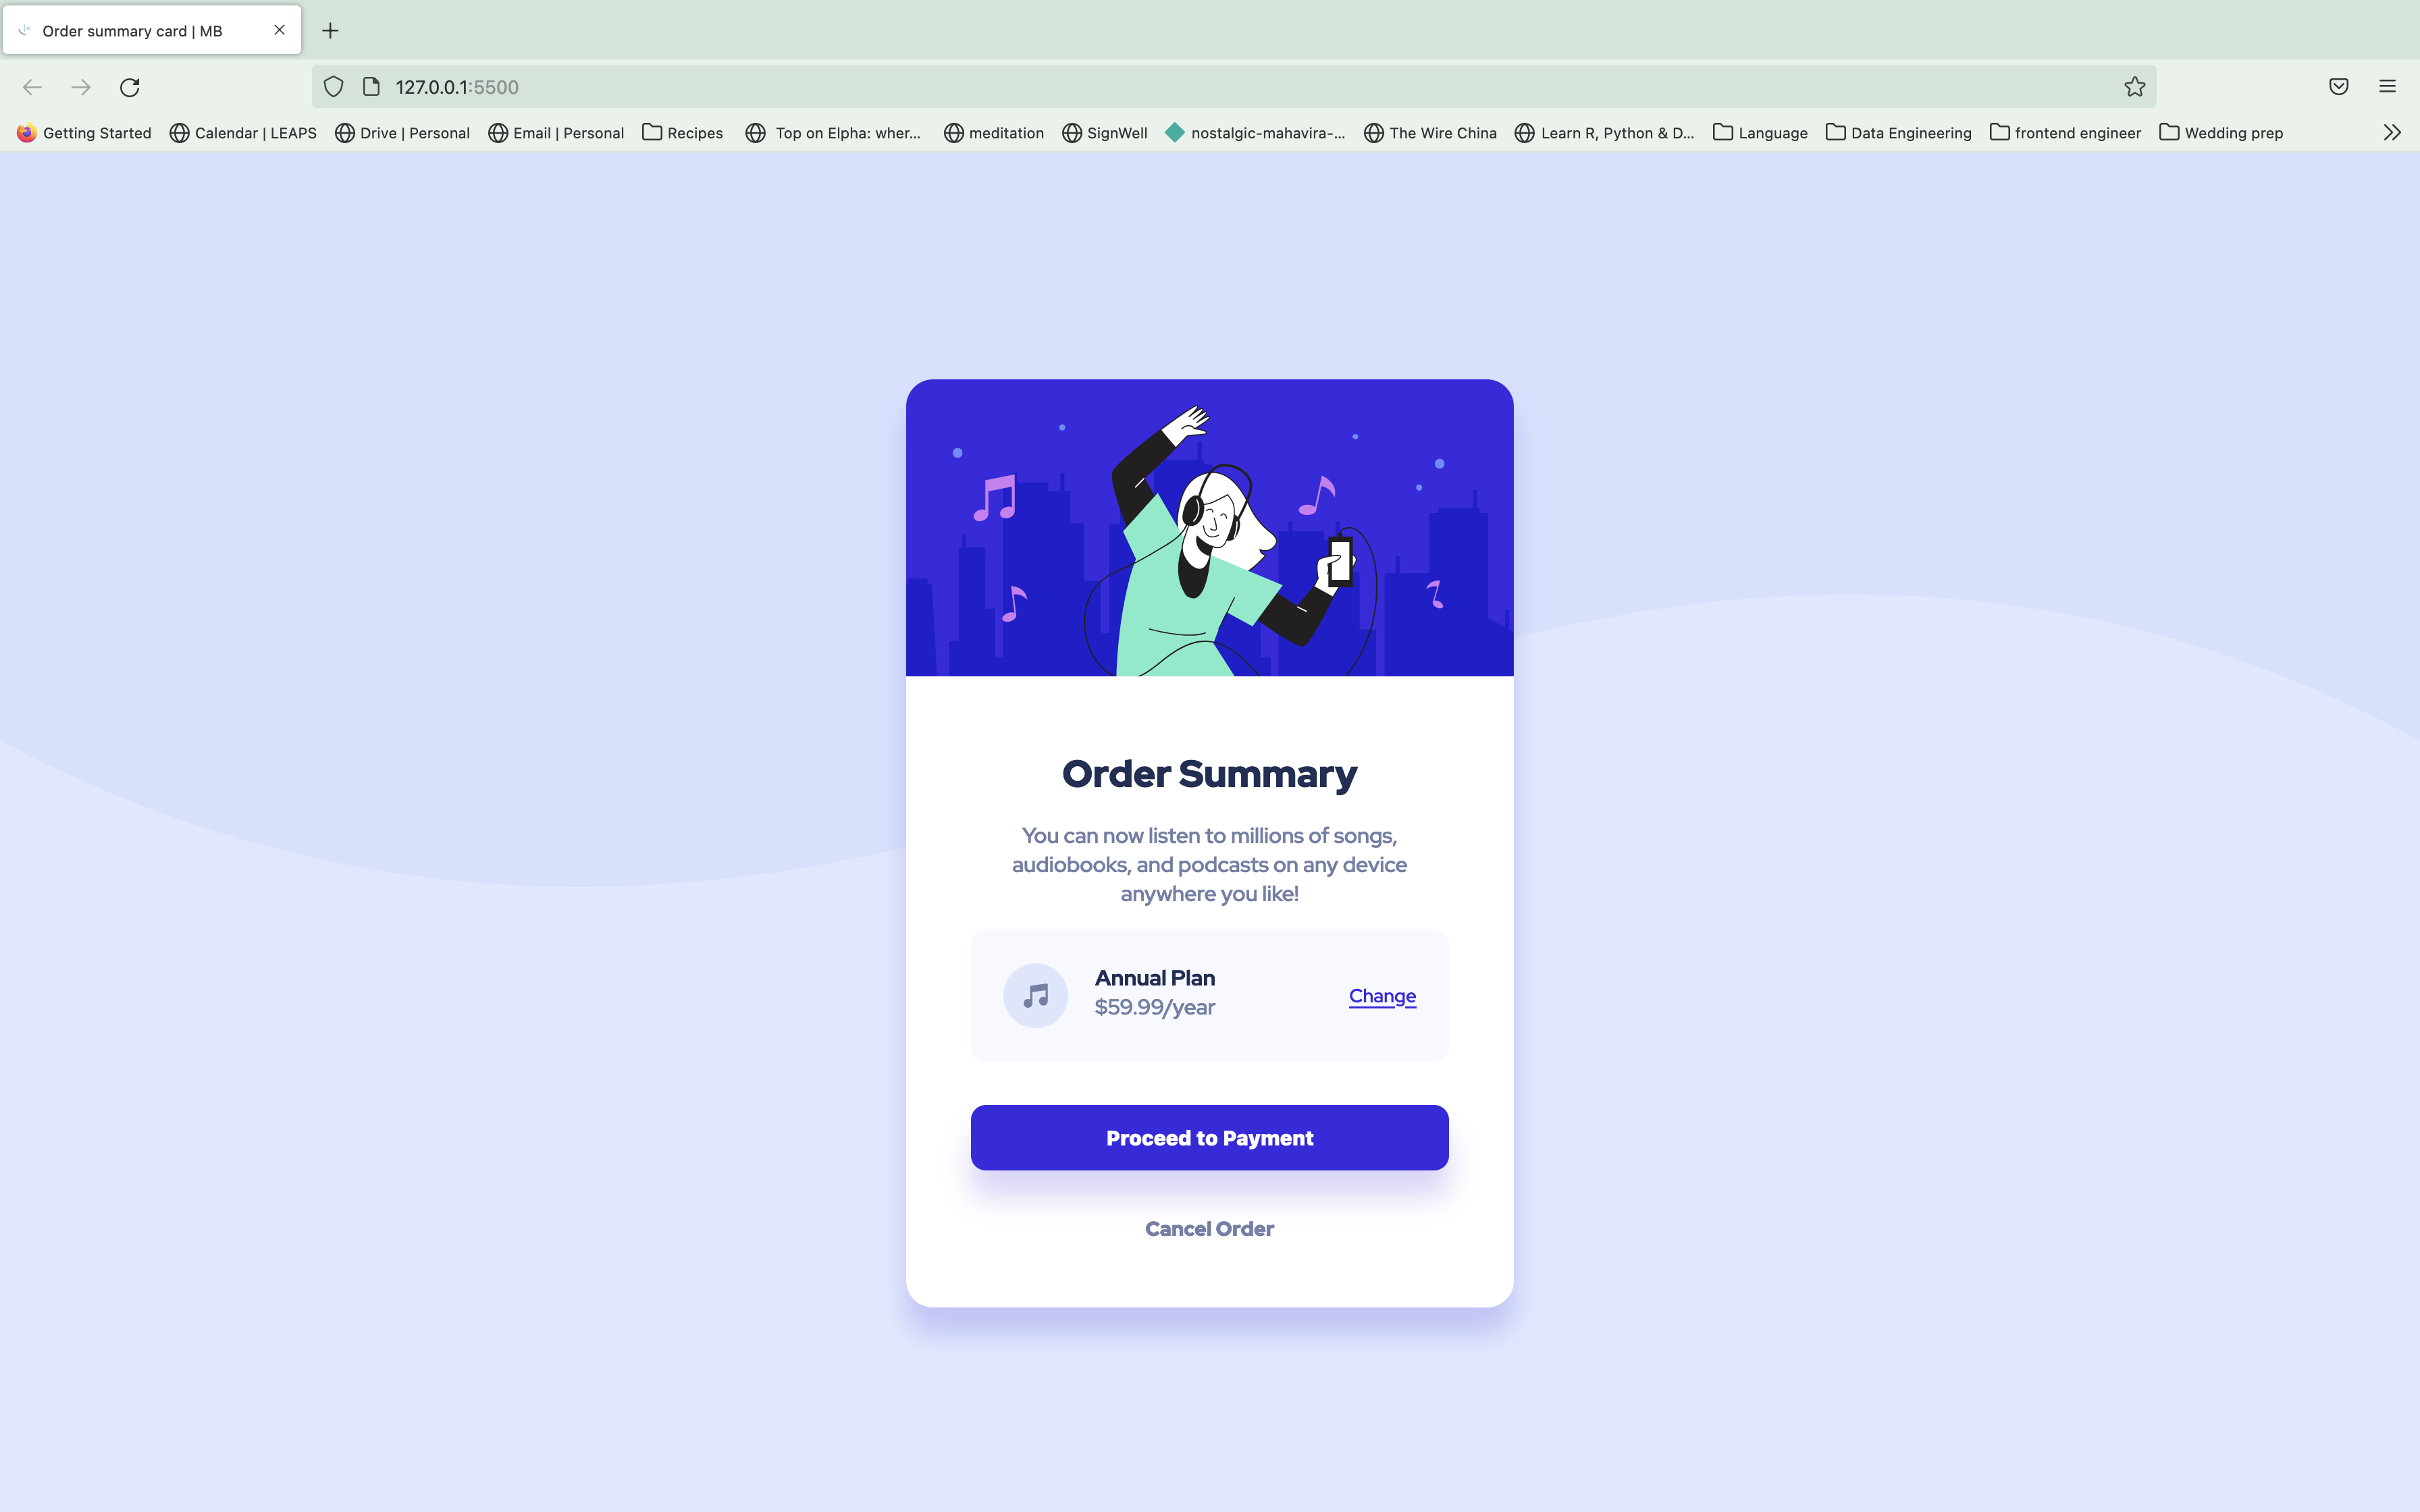 Order summary card | MB
127.0.0.1:5500
Getting Started Calendar | LEAPS Drive | Personal Email | Personal Recipes Top on Elpha: wher... meditation SignWell nostalgic-mahavira-... The Wire China Learn R, Python & D... Language Data Engineering frontend engineer Wedding prep
Order Summary
You can now listen to millions of songs,
audiobooks, and podcasts on any device
anywhere you like!
Annual Plan
$59.99/year
Change
Proceed to Payment
Cancel Order